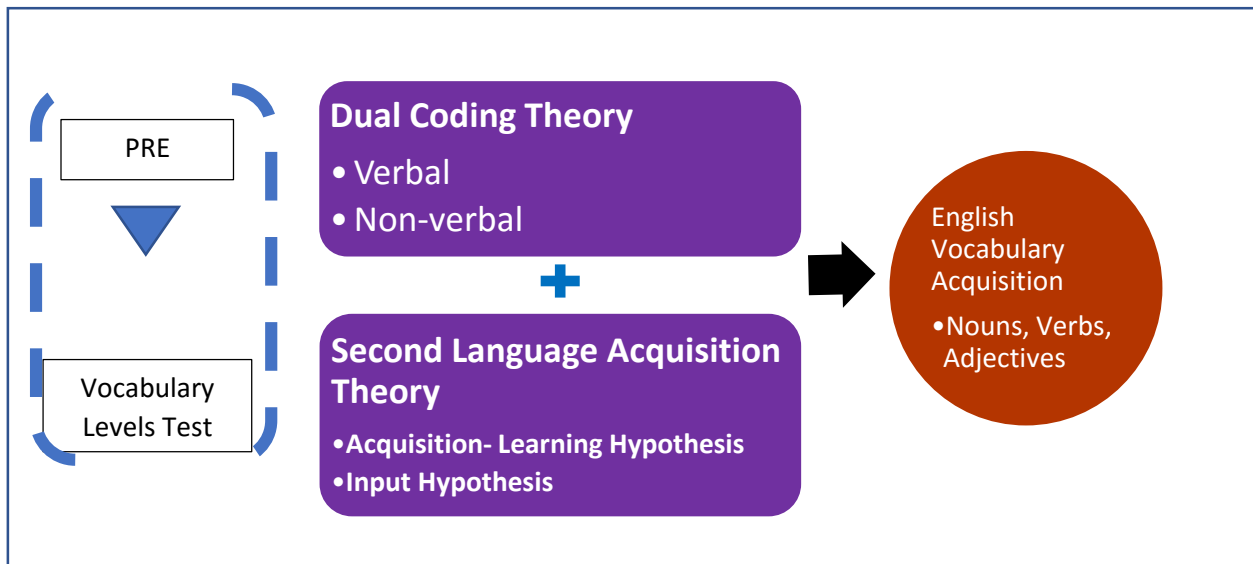 PRE
Vocabulary
Levels Test
Dual Coding Theory
• Verbal
• Non-verbal
Second Language Acquisition
Theory
•Acquisition- Learning Hypothesis
•Input Hypothesis
English
Vocabulary
Acquisition
•Nouns, Verbs,
Adjectives